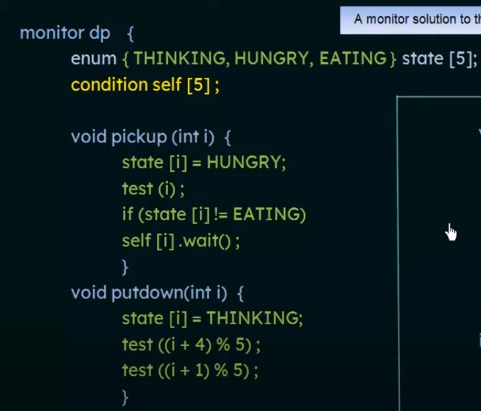 A monitor solution to th
monitor dp {
enum { THINKING, HUNGRY, EATING } state [5];
condition self [5] ;
void pickup (int i) {
state [i] = HUNGRY;
test (i) ;
if (state [i] != EATING)
self [i] .wait() ;
}
void putdown(int i) {
state [i] = THINKING;
test ((i + 4) % 5) ;
test ((i + 1) % 5) ;
}